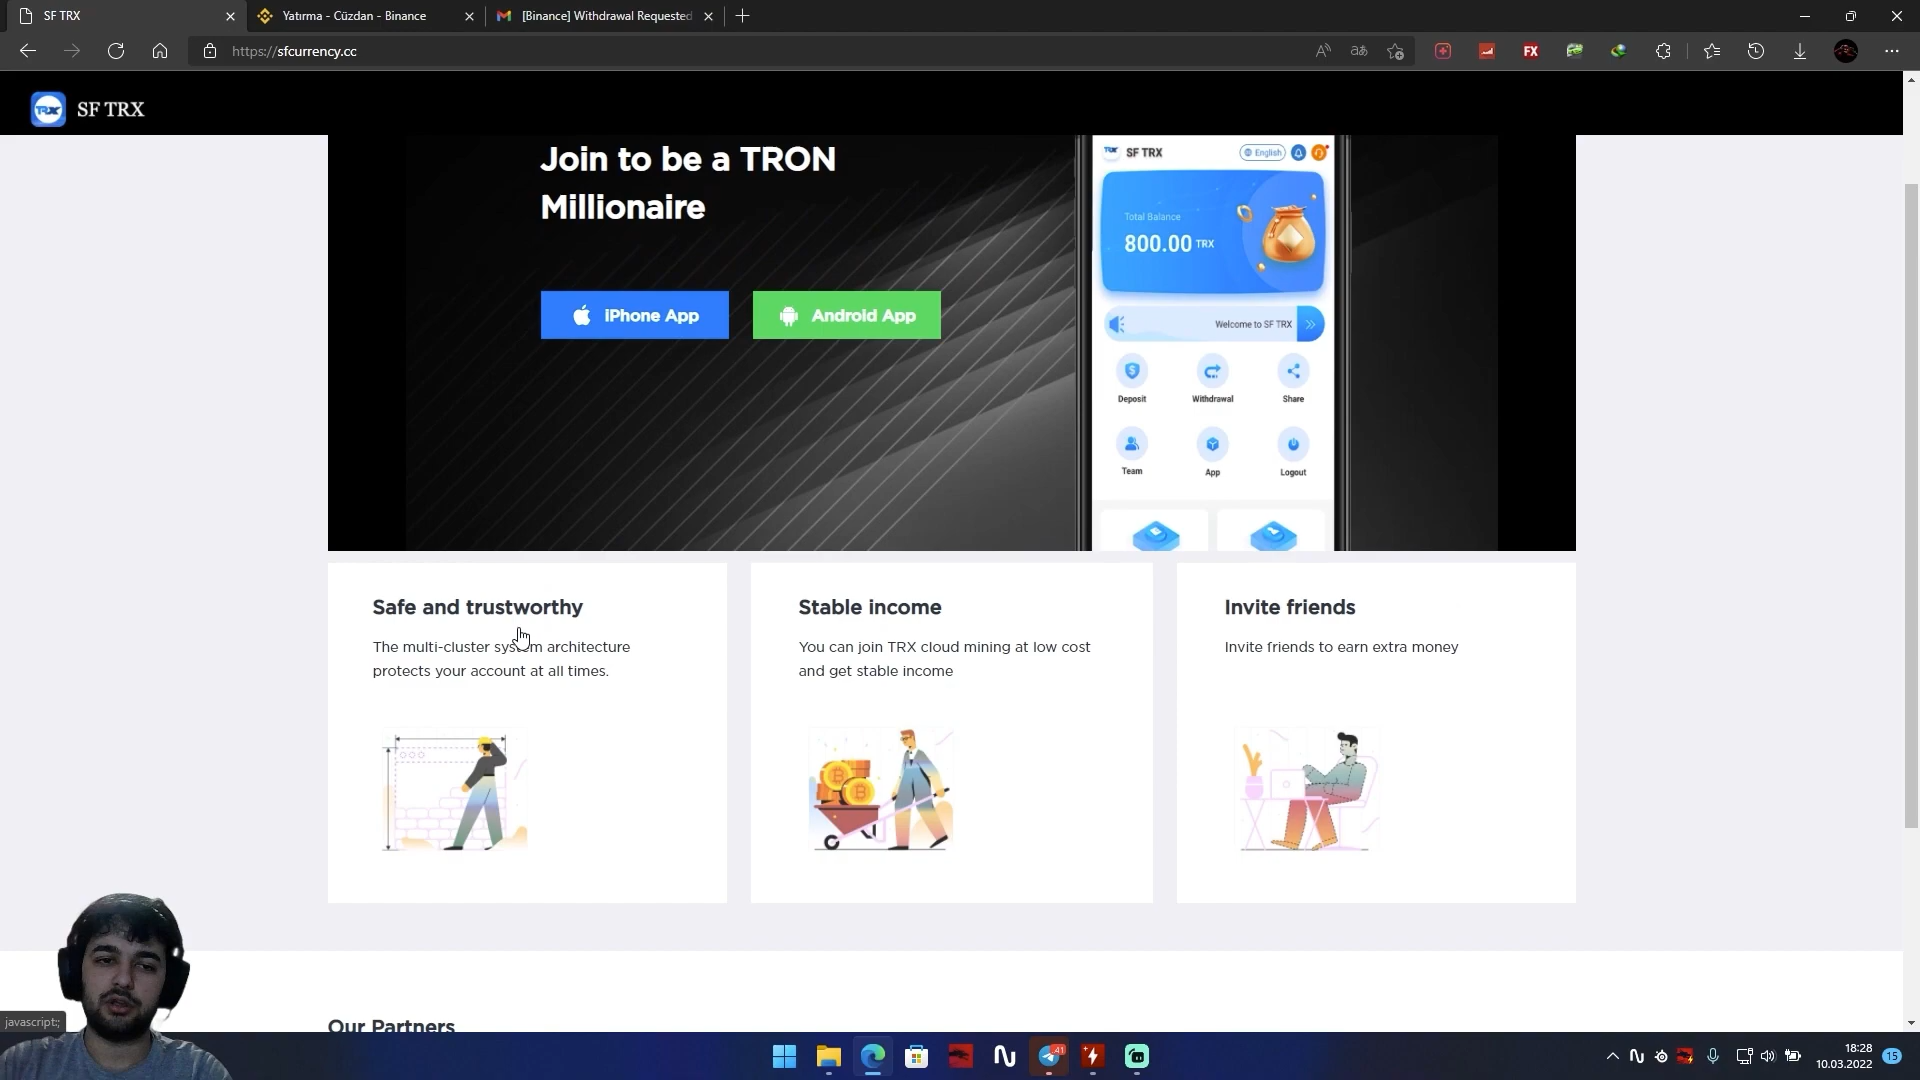 SF TRX
Yatırma - Cüzdan - Binance
[Binance] Withdrawal Requested
https://sfcurrency.cc
FX
SF TRX
Join to be a TRON
Millionaire
iPhone App
Android App
SF TRX
English
Total Balance
800.00 TRX
Welcome to SF TRX
Deposit
Withdrawal
Share
Team
App
Logout
Safe and trustworthy
The multi-cluster system architecture
protects your account at all times.
Stable income
You can join TRX cloud mining at low cost
and get stable income
Invite friends
Invite friends to earn extra money
Our Partners
javascript:;
41
18:28
10.03.2022
15